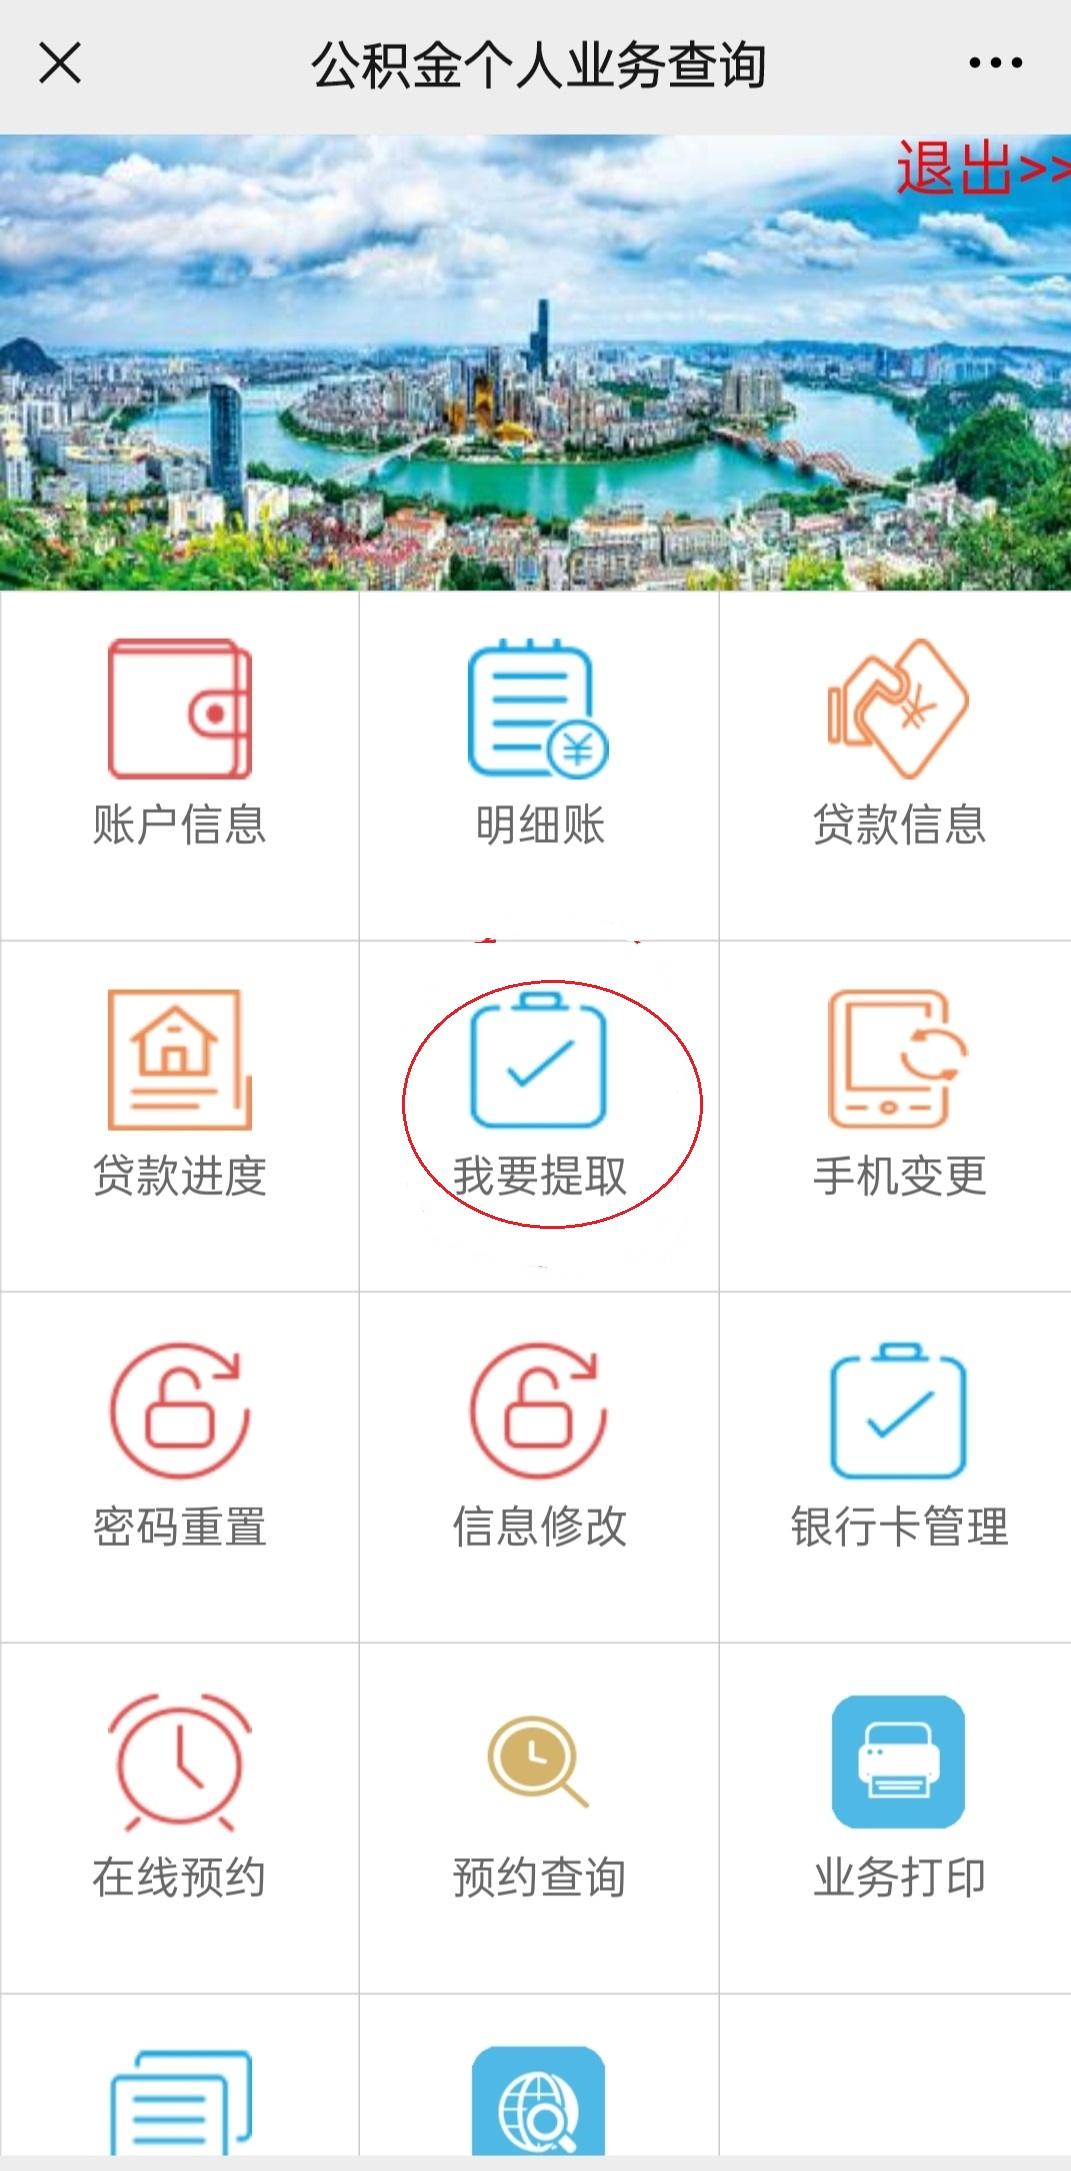 公积金个人业务查询
退出>>
账户信息
明细账
贷款信息
贷款进度
我要提取
手机变更
密码重置
信息修改
银行卡管理
在线预约
预约查询
业务打印